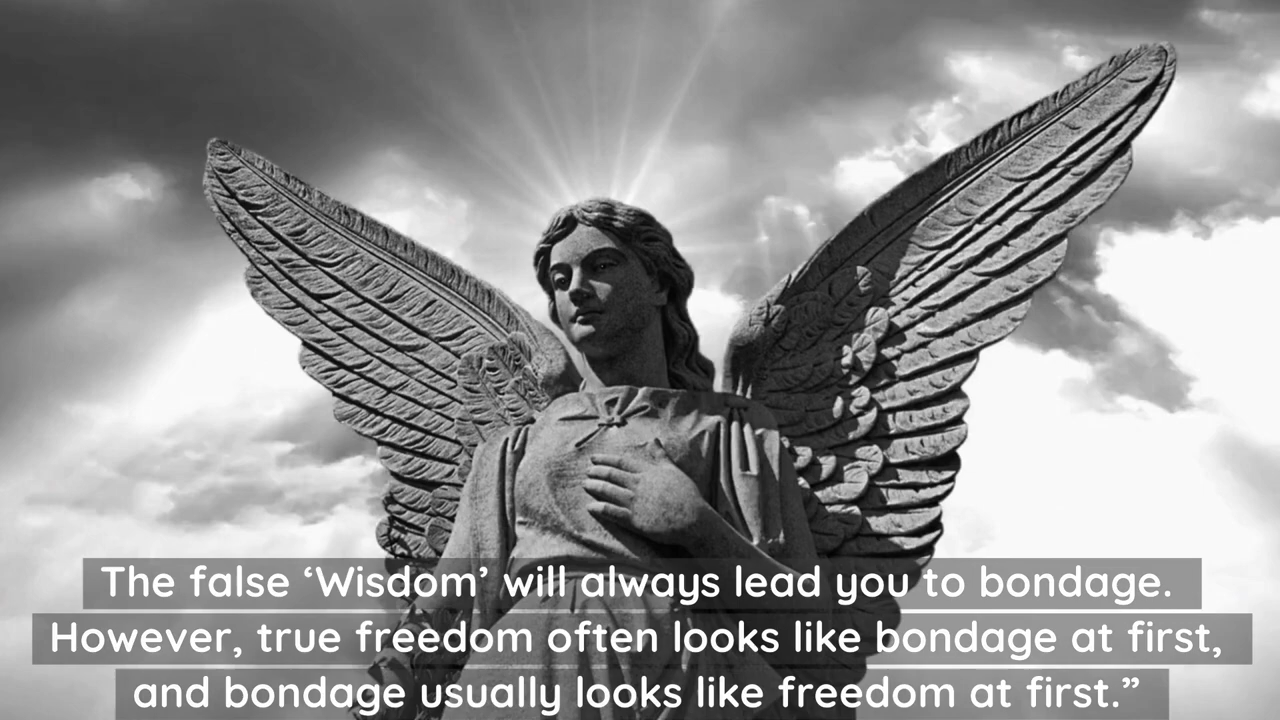 The false ‘Wisdom’ will always lead you to bondage.
However, true freedom often looks like bondage at first,
and bondage usually looks like freedom at first.”